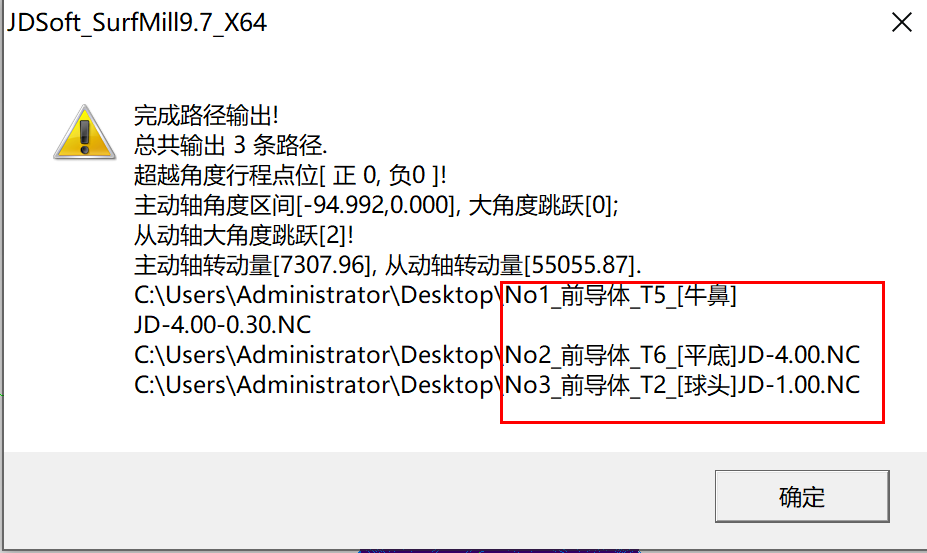 JDSoft_SurfMill9.7_X64
完成路径输出!
总共输出 3 条路径.
超越角度行程点位[ 正 0, 负0 ]!
主动轴角度区间[-94.992,0.000], 大角度跳跃[0];
从动轴大角度跳跃[2]!
主动轴转动量[7307.96], 从动轴转动量[55055.87].
C:\Users\Administrator\Desktop\No1_前导体_T5_[牛鼻]
JD-4.00-0.30.NC
C:\Users\Administrator\Desktop\No2_前导体_T6_[平底]JD-4.00.NC
C:\Users\Administrator\Desktop\No3_前导体_T2_[球头]JD-1.00.NC
确定